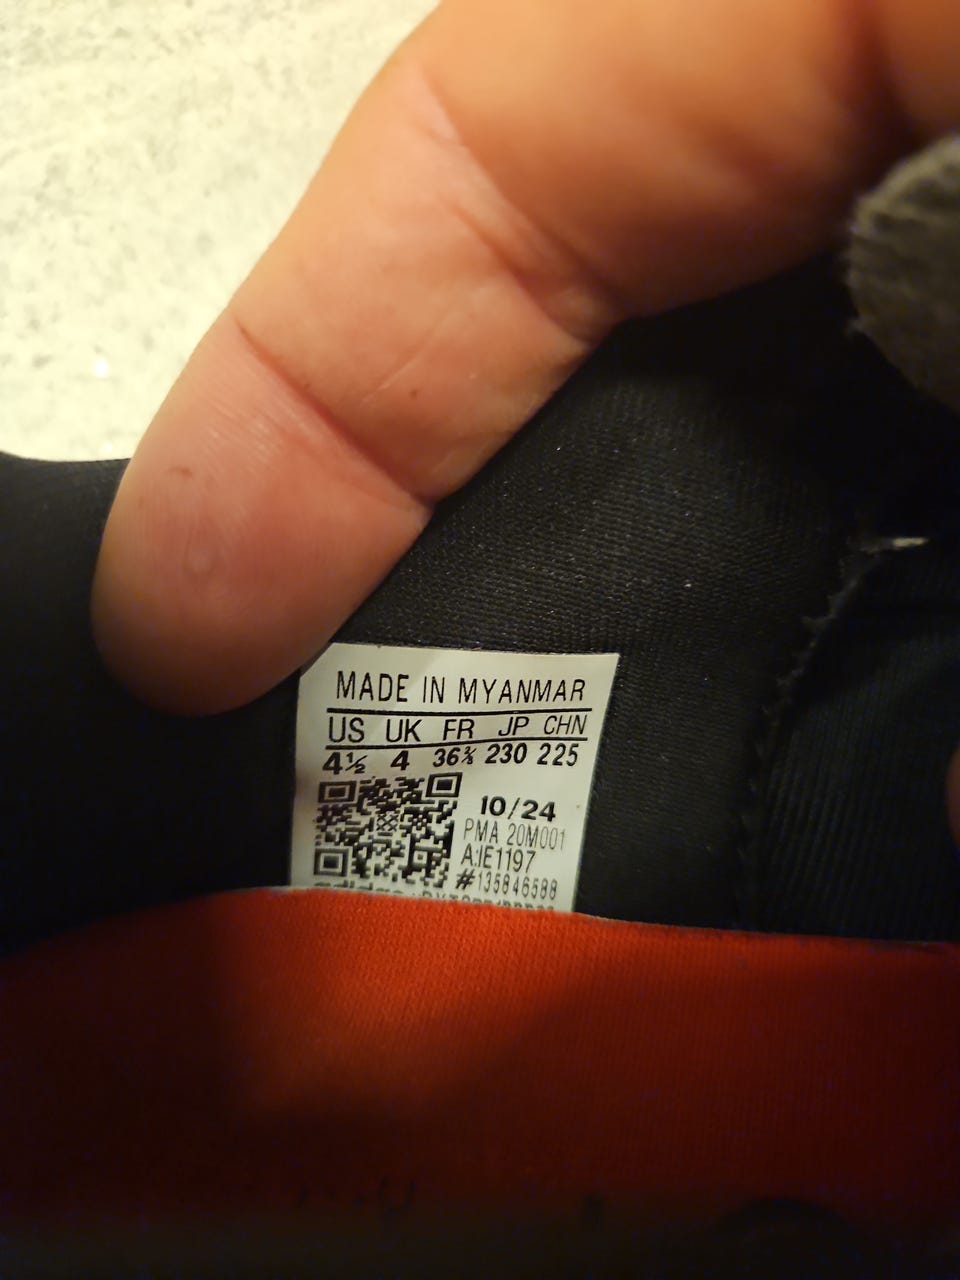 MADE IN MYANMAR
US UK FR JP CHN
4½ 4 36⅔ 230 225
10/24
PMA 20M001
A:IE1197
#135846588
adidas